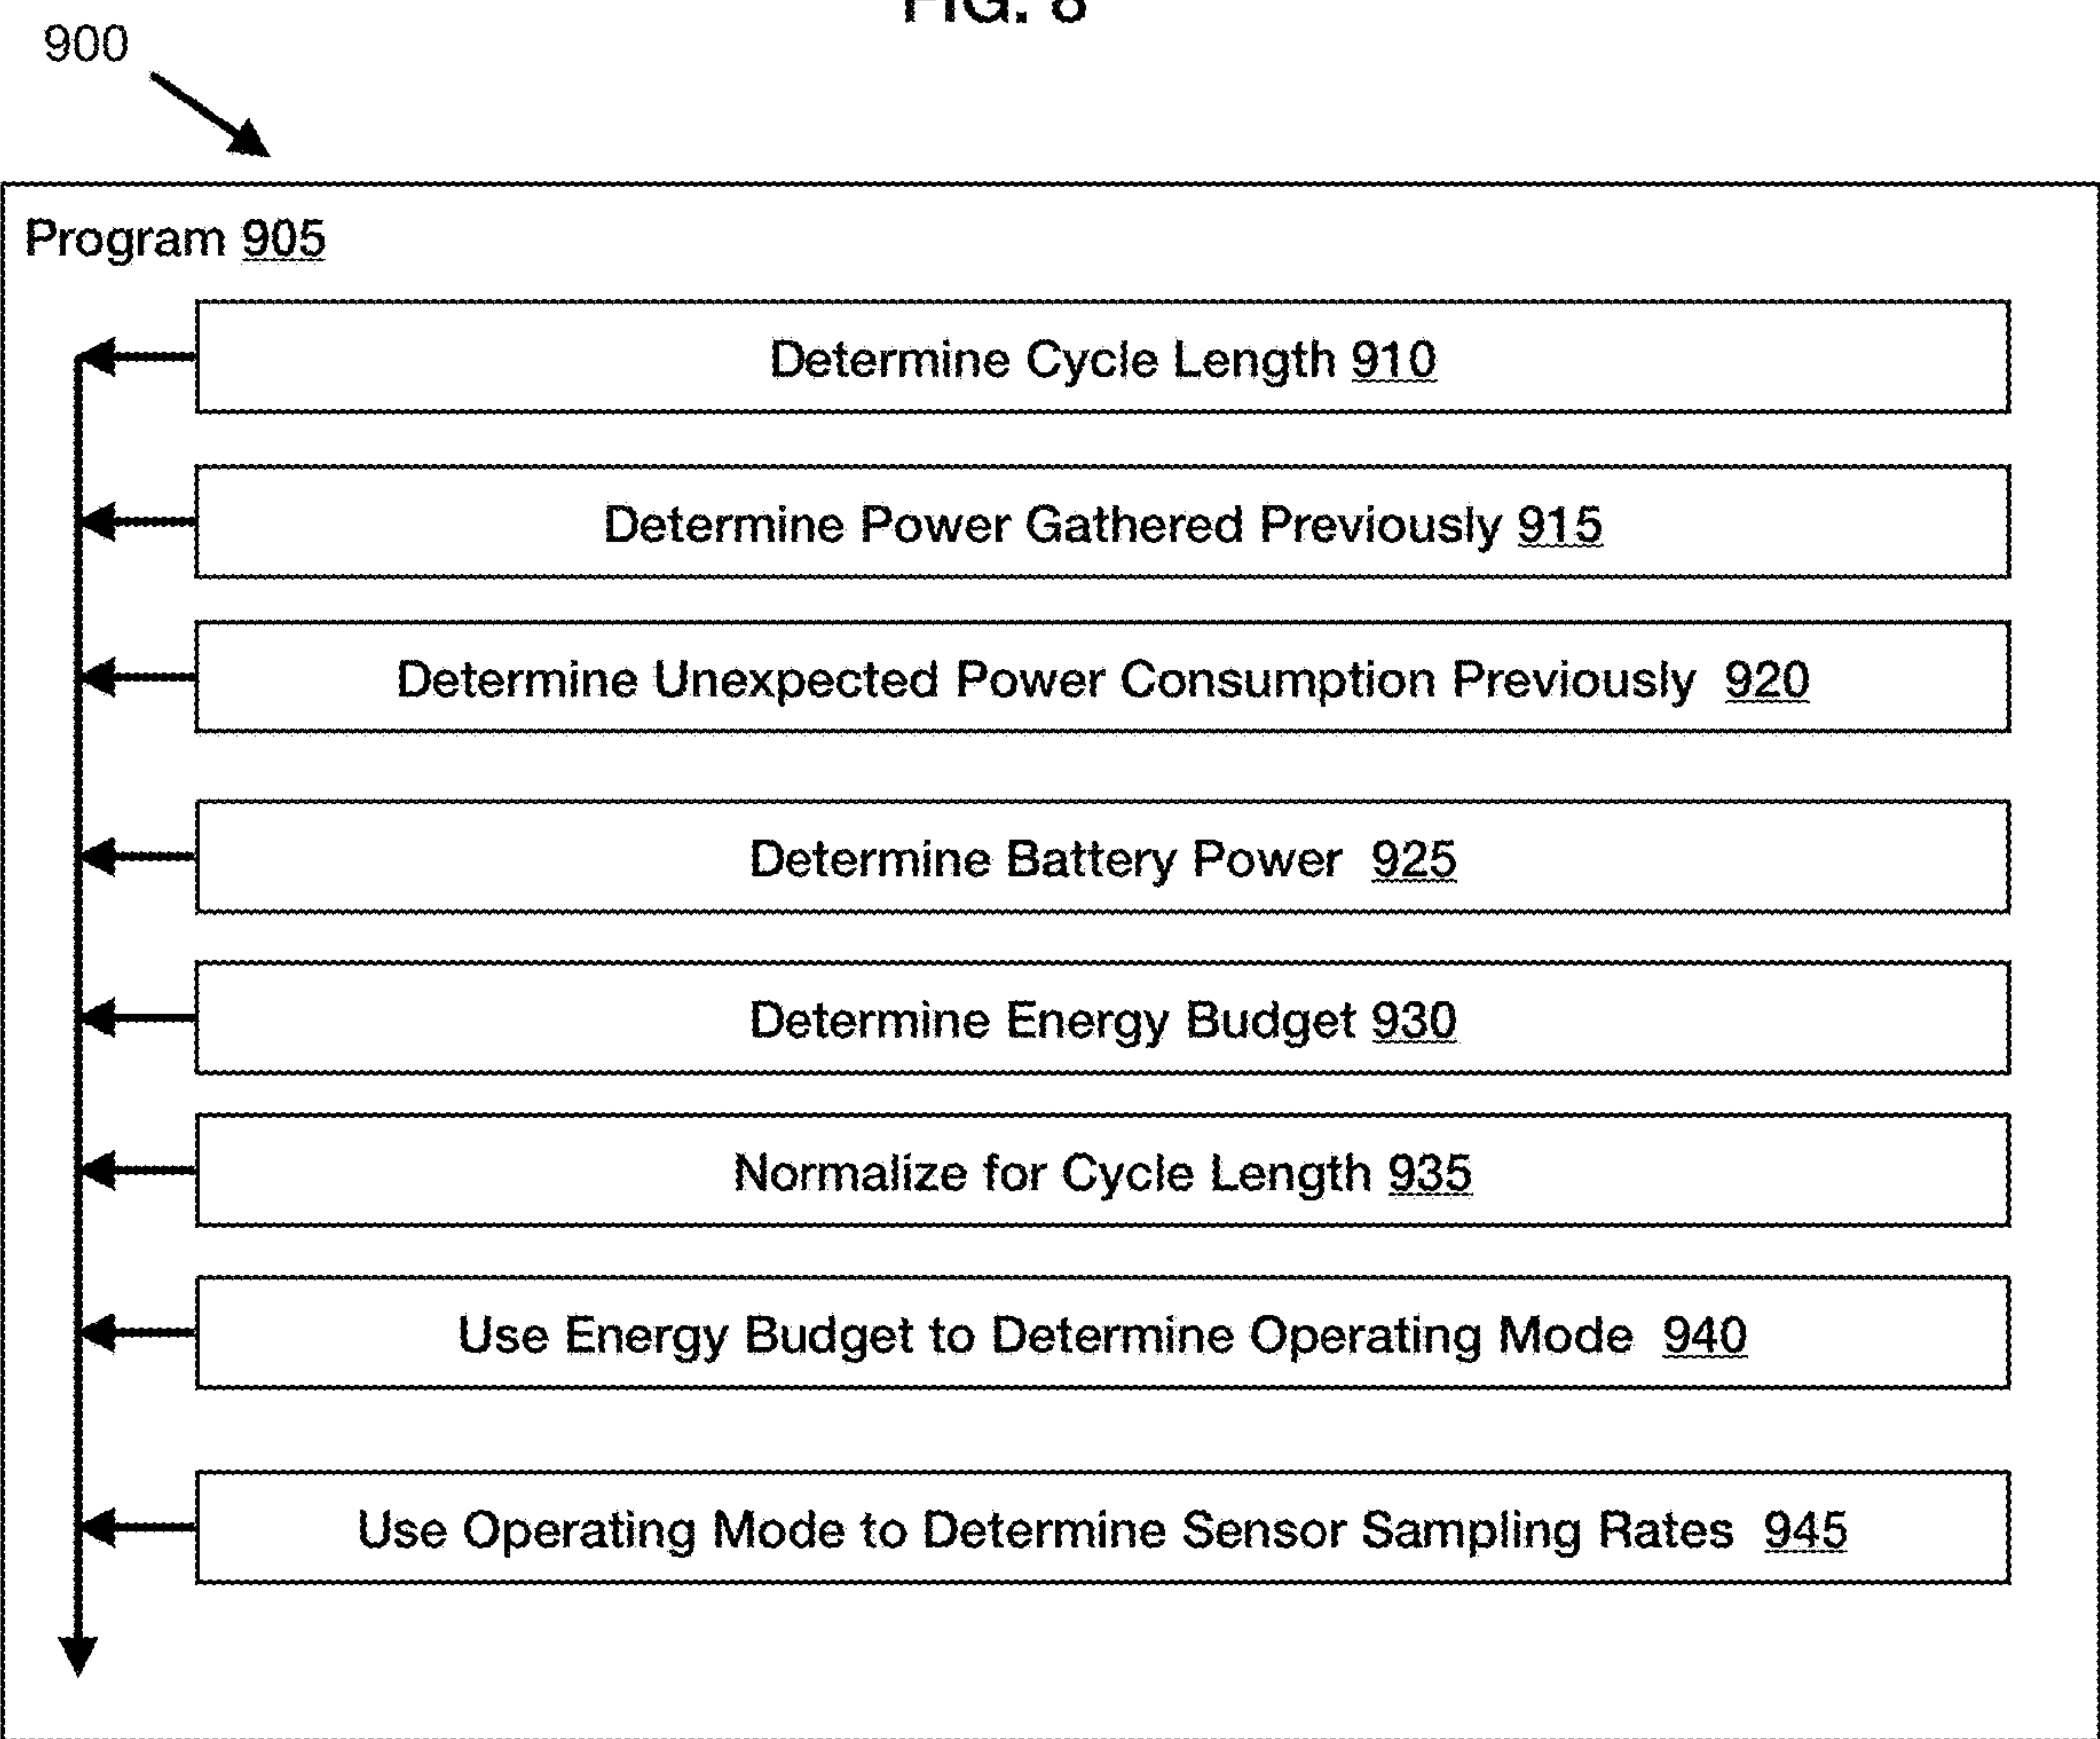 FIG. 8
900
Program 905
Determine Cycle Length 910
Determine Power Gathered Previously 915
Determine Unexpected Power Consumption Previously 920
Determine Battery Power 925
Determine Energy Budget 930
Normalize for Cycle Length 935
Use Energy Budget to Determine Operating Mode 940
Use Operating Mode to Determine Sensor Sampling Rates 945